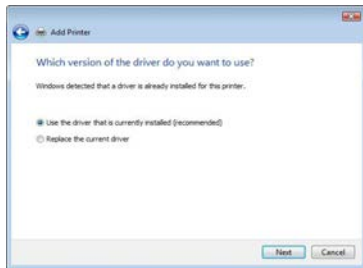 Add Printer
Which version of the driver do you want to use?
Windows detected that a driver is already installed for this printer.
Use the driver that is currently installed (recommended)
Replace the current driver
Next Cancel